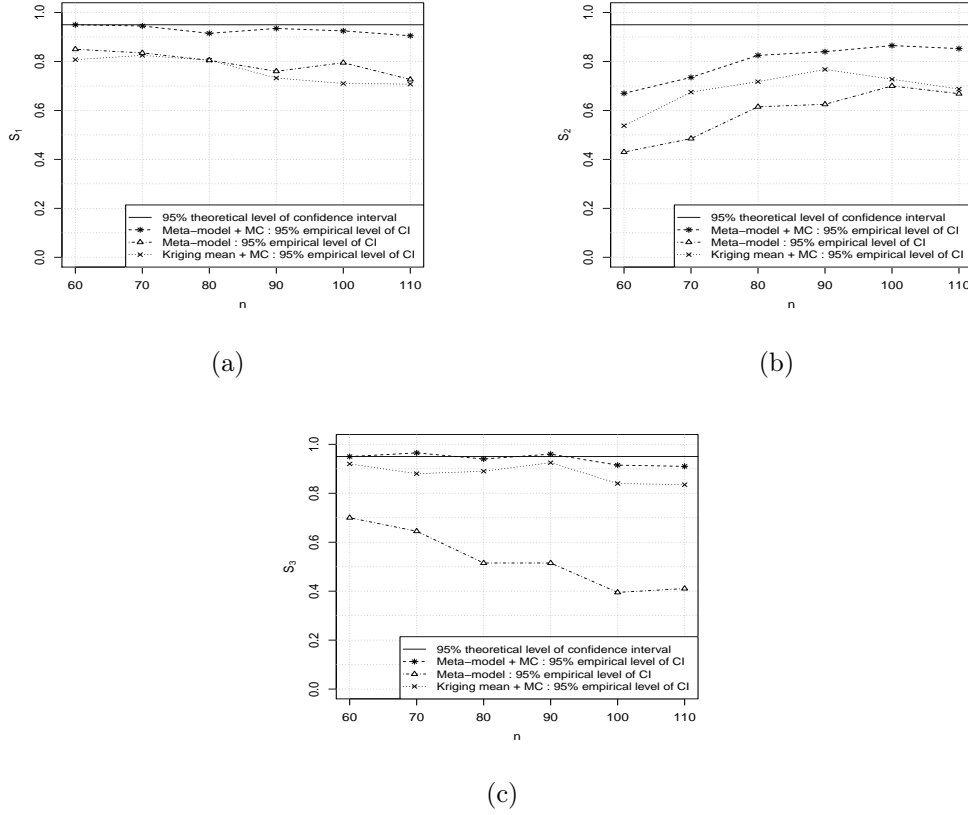 1.0
0.8
0.6
0.4
0.2
0.0
S1
95% theoretical level of confidence interval
Meta−model + MC : 95% empirical level of CI
Meta−model : 95% empirical level of CI
Kriging mean + MC : 95% empirical level of CI
60 70 80 90 100 110
n
(a)
1.0
0.8
0.6
0.4
0.2
0.0
S2
95% theoretical level of confidence interval
Meta−model + MC : 95% empirical level of CI
Meta−model : 95% empirical level of CI
Kriging mean + MC : 95% empirical level of CI
60 70 80 90 100 110
n
(b)
1.0
0.8
0.6
0.4
0.2
0.0
S3
95% theoretical level of confidence interval
Meta−model + MC : 95% empirical level of CI
Meta−model : 95% empirical level of CI
Kriging mean + MC : 95% empirical level of CI
60 70 80 90 100 110
n
(c)